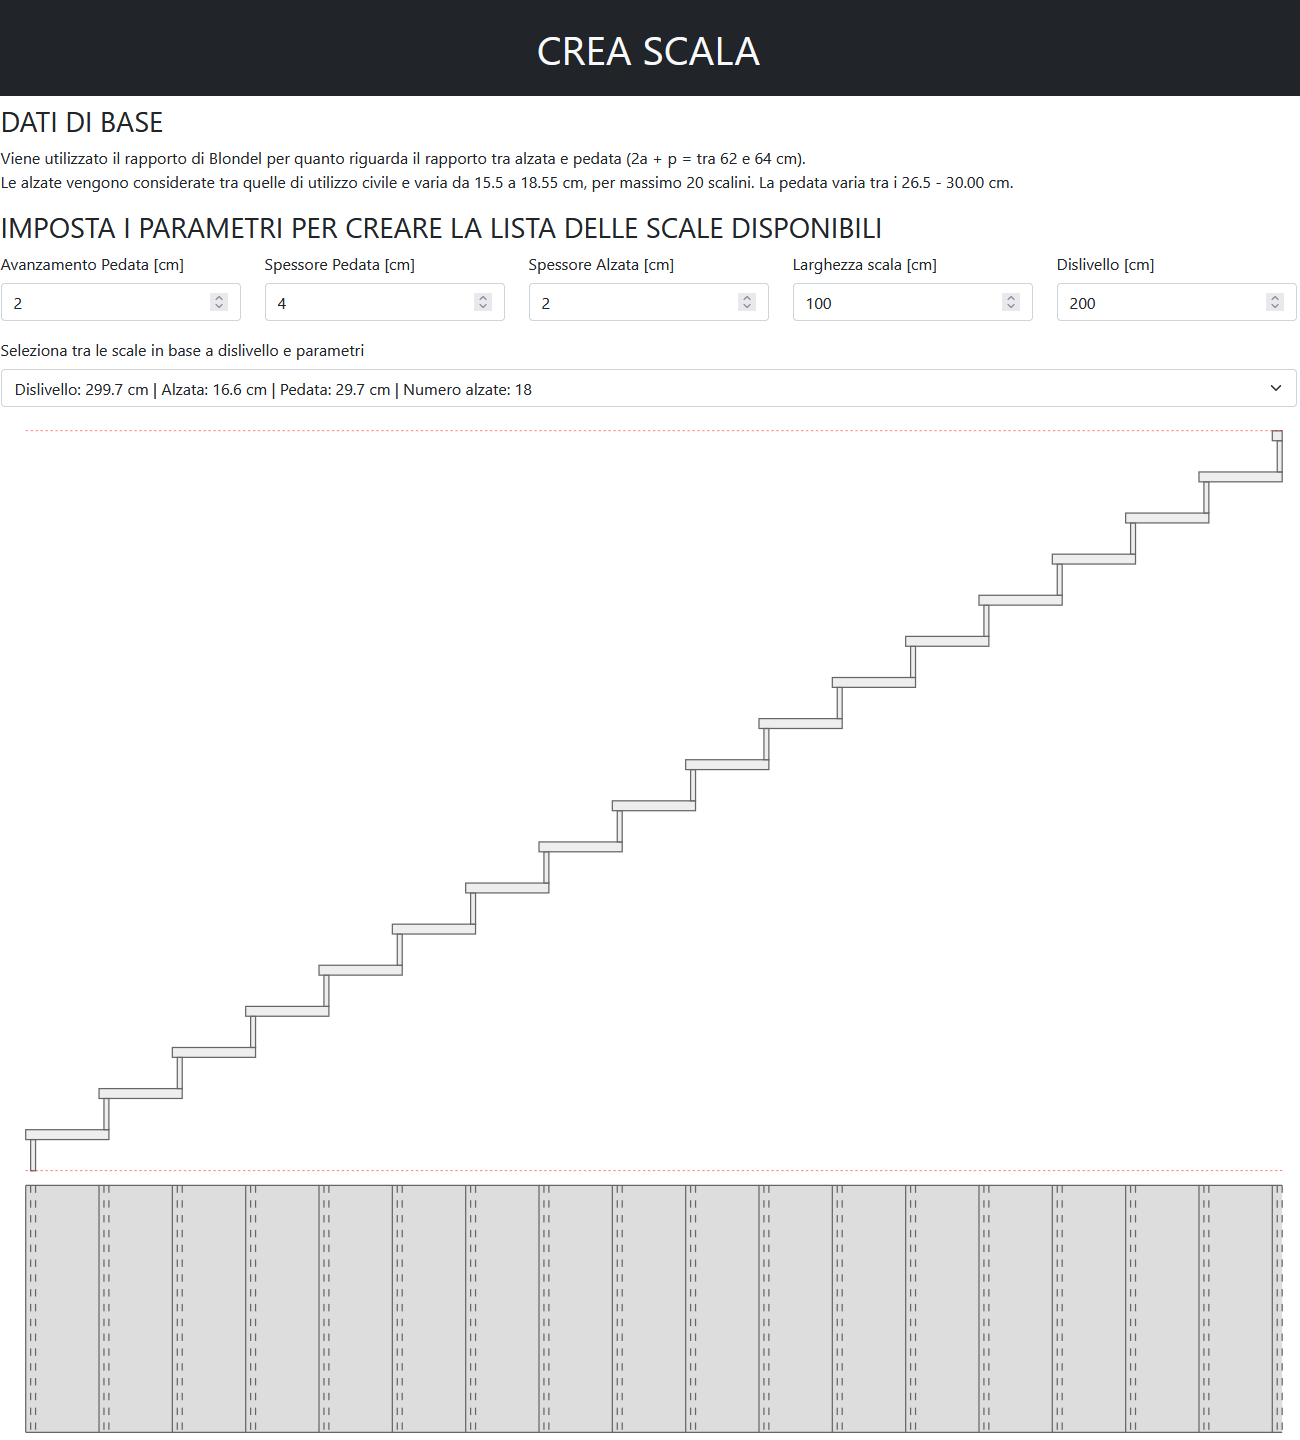 CREA SCALA
DATI DI BASE
Viene utilizzato il rapporto di Blondel per quanto riguarda il rapporto tra alzata e pedata (2a + p = tra 62 e 64 cm).
Le alzate vengono considerate tra quelle di utilizzo civile e varia da 15.5 a 18.55 cm, per massimo 20 scalini. La pedata varia tra i 26.5 - 30.00 cm.
IMPOSTA I PARAMETRI PER CREARE LA LISTA DELLE SCALE DISPONIBILI
Avanzamento Pedata [cm] Spessore Pedata [cm] Spessore Alzata [cm] Larghezza scala [cm] Dislivello [cm]
2 4 2 100 200
Seleziona tra le scale in base a dislivello e parametri
Dislivello: 299.7 cm | Alzata: 16.6 cm | Pedata: 29.7 cm | Numero alzate: 18